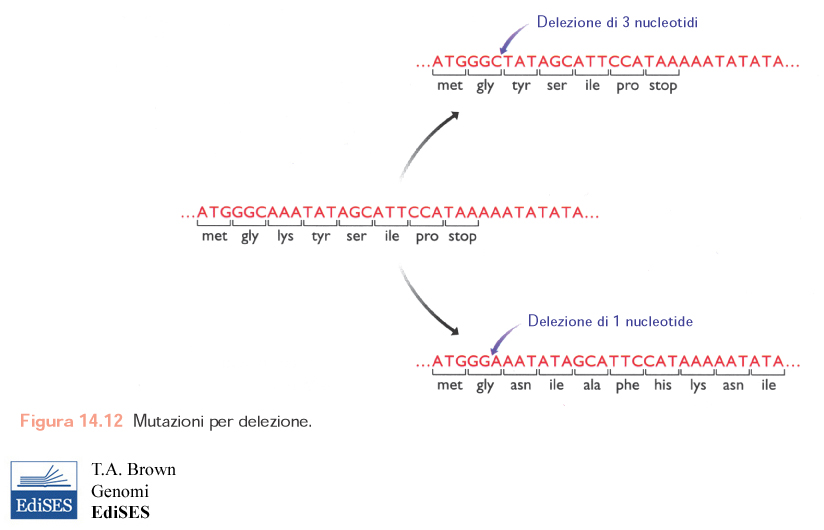 Delezione di 3 nucleotidi
...ATGGGCTATAGCATTCCATAAAAATATATA...
met gly tyr ser ile pro stop
...ATGGGCAAATATAGCATTCCATAAAAATATATA...
met gly lys tyr ser ile pro stop
Delezione di 1 nucleotide
...ATGGGAAATATAGCATTCCATAAAAATATA...
met gly asn ile ala phe his lys asn ile
Figura 14.12 Mutazioni per delezione.
T.A. Brown
Genomi
EdiSES
EdiSES